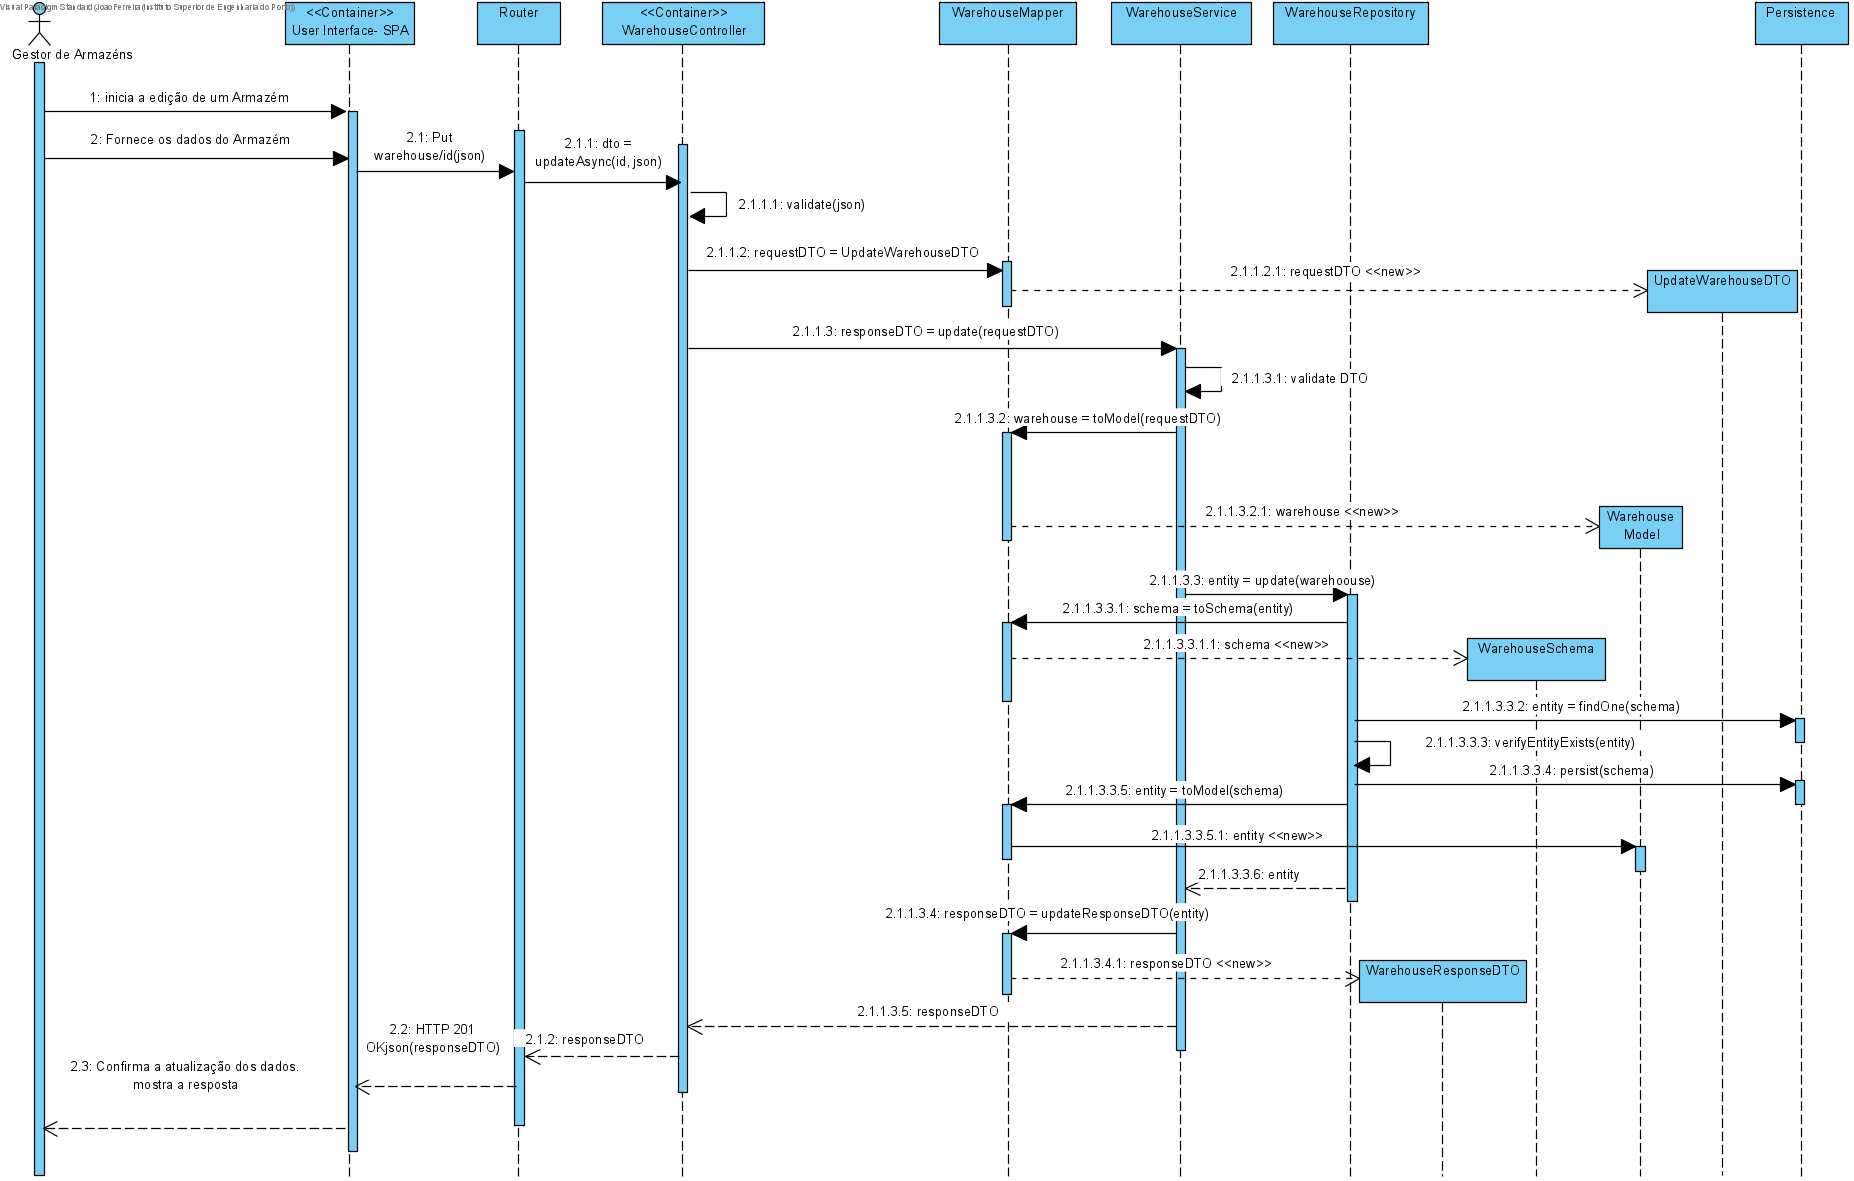 Visual Paradigm Standard (Joao Ferreira (Instituto Superior de Engenharia do Porto))
<<Container>>
User Interface- SPA
Router
<<Container>>
WarehouseController
WarehouseMapper
WarehouseService
WarehouseRepository
Persistence
Gestor de Armazéns
1: inicia a edição de um Armazém
2: Fornece os dados do Armazém
2.1: Put
warehouse/id(json)
2.1.1: dto =
updateAsync(id, json)
2.1.1.1: validate(json)
2.1.1.2: requestDTO = UpdateWarehouseDTO
2.1.1.2.1: requestDTO <<new>>
UpdateWarehouseDTO
2.1.1.3: responseDTO = update(requestDTO)
2.1.1.3.1: validate DTO
2.1.1.3.2: warehouse = toModel(requestDTO)
2.1.1.3.2.1: warehouse <<new>>
Warehouse
Model
2.1.1.3.3: entity = update(warehoouse)
2.1.1.3.3.1: schema = toSchema(entity)
2.1.1.3.3.1.1: schema <<new>>
WarehouseSchema
2.1.1.3.3.2: entity = findOne(schema)
2.1.1.3.3.3: verifyEntityExists(entity)
2.1.1.3.3.4: persist(schema)
2.1.1.3.3.5: entity = toModel(schema)
2.1.1.3.3.5.1: entity <<new>>
2.1.1.3.3.6: entity
2.1.1.3.4: responseDTO = updateResponseDTO(entity)
2.1.1.3.4.1: responseDTO <<new>>
WarehouseResponseDTO
2.1.1.3.5: responseDTO
2.1.2: responseDTO
2.2: HTTP 201
OKjson(responseDTO)
2.3: Confirma a atualização dos dados.
mostra a resposta